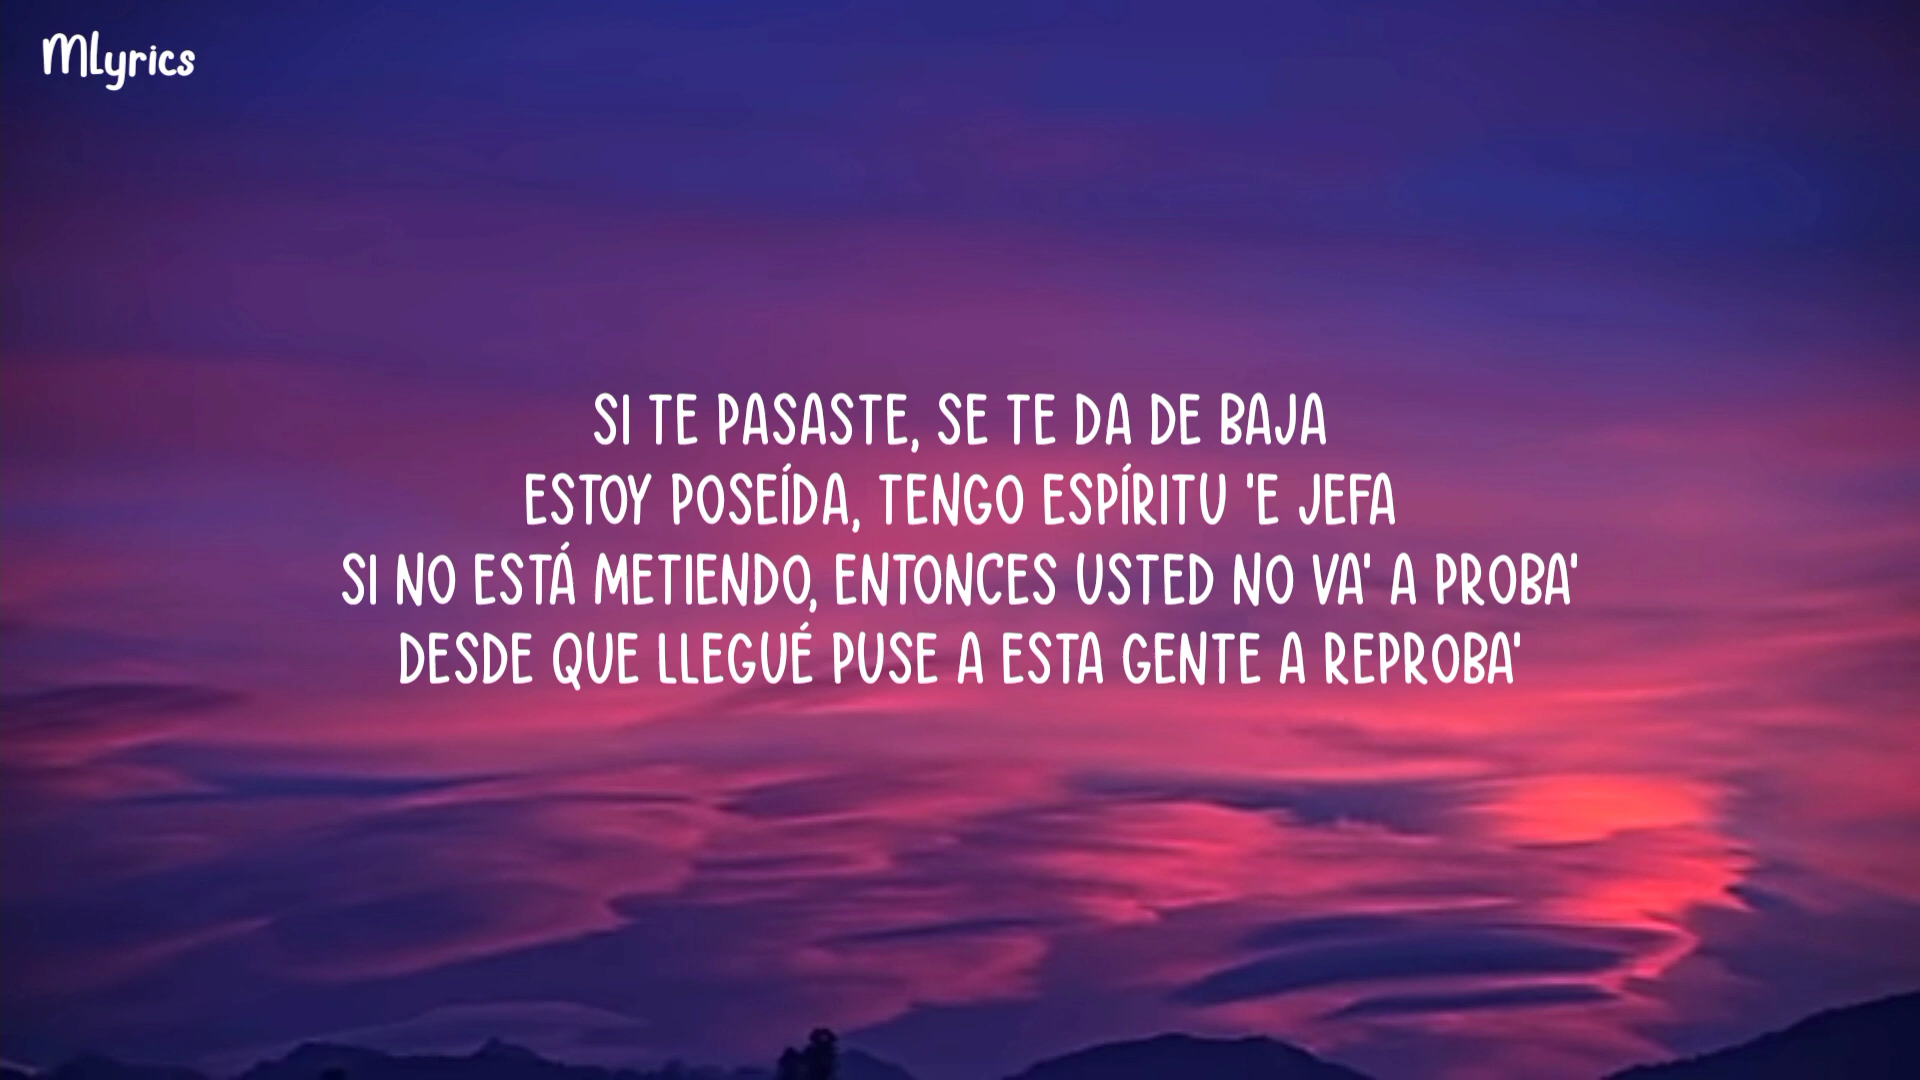 MLyrics
SI TE PASASTE, SE TE DA DE BAJA
ESTOY POSEÍDA, TENGO ESPÍRITU 'E JEFA
SI NO ESTÁ METIENDO, ENTONCES USTED NO VA' A PROBA'
DESDE QUE LLEGUÉ PUSE A ESTA GENTE A REPROBA'